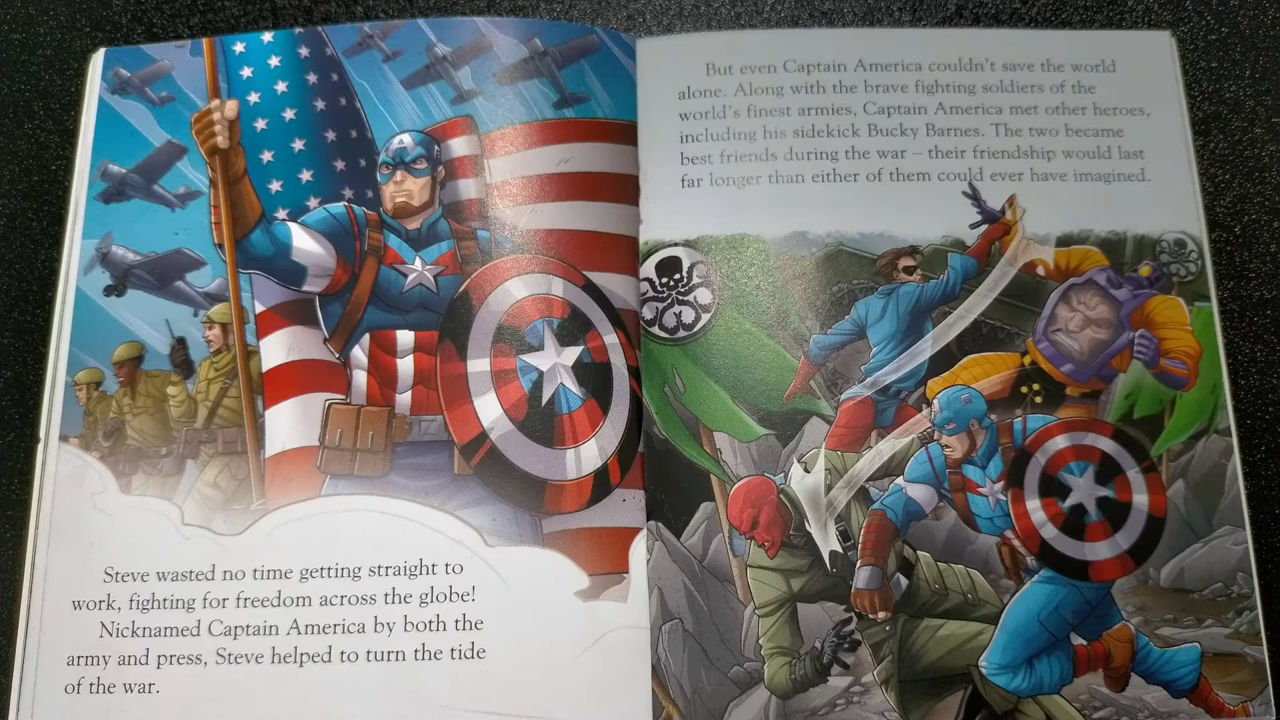 Steve wasted no time getting straight to
work, fighting for freedom across the globe!
Nicknamed Captain America by both the
army and press, Steve helped to turn the tide
of the war.
But even Captain America couldn't save the world
alone. Along with the brave fighting soldiers of the
world's finest armies, Captain America met other heroes,
including his sidekick Bucky Barnes. The two became
best friends during the war – their friendship would last
far longer than either of them could ever have imagined.